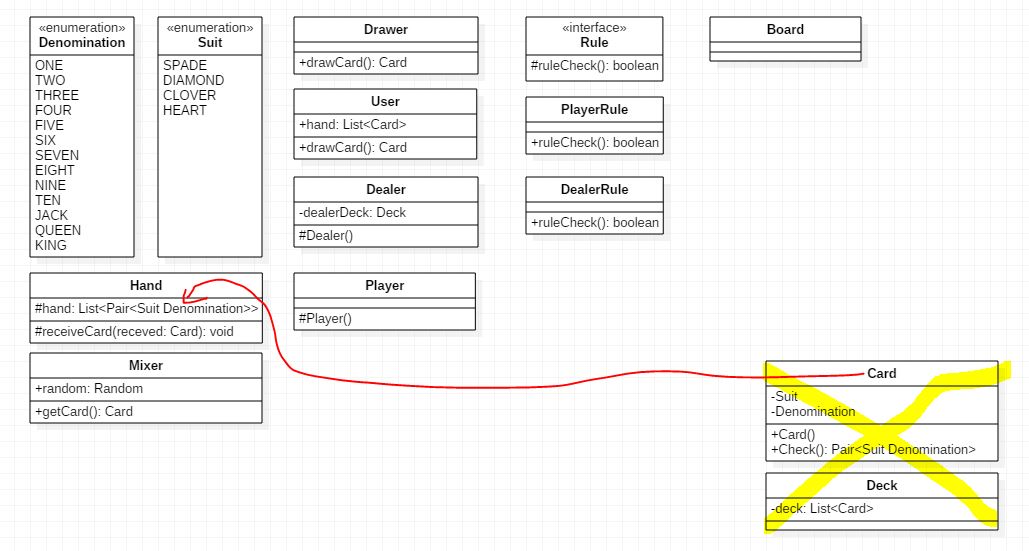 «enumeration»
Denomination
ONE
TWO
THREE
FOUR
FIVE
SIX
SEVEN
EIGHT
NINE
TEN
JACK
QUEEN
KING
«enumeration»
Suit
SPADE
DIAMOND
CLOVER
HEART
Drawer
+drawCard(): Card
User
+hand: List<Card>
+drawCard(): Card
Dealer
-dealerDeck: Deck
#Dealer()
Player
#Player()
«interface»
Rule
#ruleCheck(): boolean
PlayerRule
+ruleCheck(): boolean
DealerRule
+ruleCheck(): boolean
Board
Hand
#hand: List<Pair<Suit Denomination>>
#receiveCard(receved: Card): void
Mixer
+random: Random
+getCard(): Card
Card
-Suit
-Denomination
+Card()
+Check(): Pair<Suit Denomination>
Deck
-deck: List<Card>